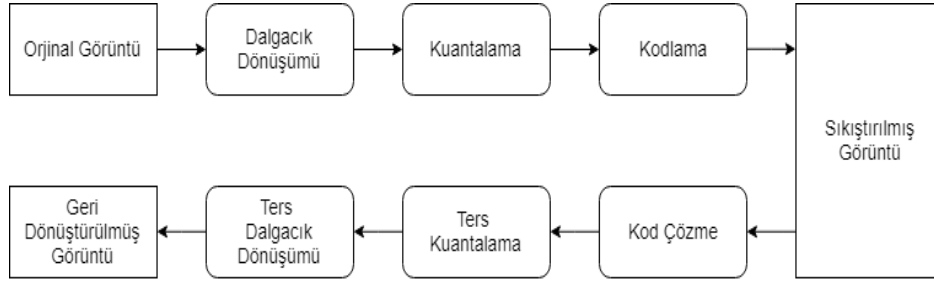 Orjinal Görüntü
Dalgacık
Dönüşümü
Kuantalama
Kodlama
Sıkıştırılmış
Görüntü
Geri
Dönüştürülmüş
Görüntü
Ters
Dalgacık
Dönüşümü
Ters
Kuantalama
Kod Çözme